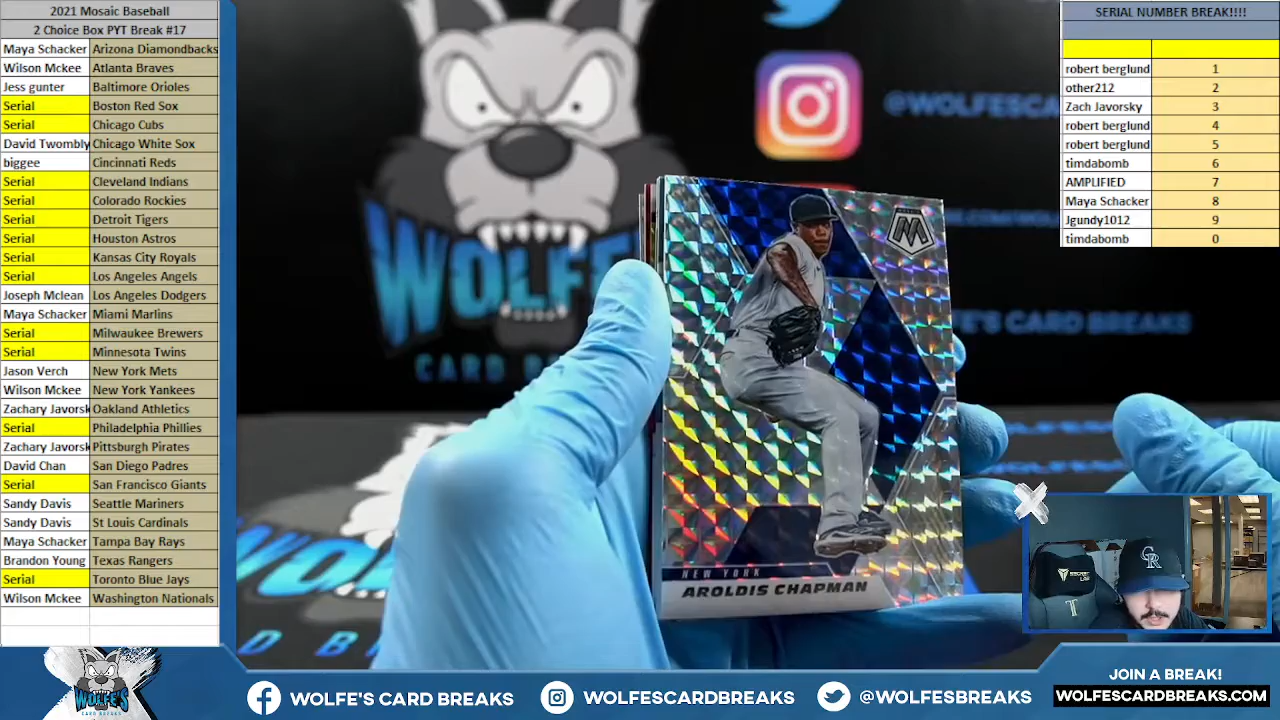 2021 Mosaic Baseball
2 Choice Box PYT Break #17
Maya Schacker Arizona Diamondbacks
Wilson Mckee Atlanta Braves
Jess gunter Baltimore Orioles
Serial Boston Red Sox
Serial Chicago Cubs
David Twombly Chicago White Sox
biggee Cincinnati Reds
Serial Cleveland Indians
Serial Colorado Rockies
Serial Detroit Tigers
Serial Houston Astros
Serial Kansas City Royals
Serial Los Angeles Angels
Joseph Mclean Los Angeles Dodgers
Maya Schacker Miami Marlins
Serial Milwaukee Brewers
Serial Minnesota Twins
Jason Verch New York Mets
Wilson Mckee New York Yankees
Zachary Javorsk Oakland Athletics
Serial Philadelphia Phillies
Zachary Javorsk Pittsburgh Pirates
David Chan San Diego Padres
Serial San Francisco Giants
Sandy Davis Seattle Mariners
Sandy Davis St Louis Cardinals
Maya Schacker Tampa Bay Rays
Brandon Young Texas Rangers
Serial Toronto Blue Jays
Wilson Mckee Washington Nationals
SERIAL NUMBER BREAK!!!!
robert berglund 1
other212 2
Zach Javorsky 3
robert berglund 4
robert berglund 5
timdabomb 6
AMPLIFIED 7
Maya Schacker 8
Jgundy1012 9
timdabomb 0
@WOLFESCA
WOLFE
'S CARD BREAKS
CARD B
D B
M
NEW YORK
AROLDIS CHAPMAN
CR
T
WOLFE'S
WOLFE'S CARD BREAKS
WOLFESCARDBREAKS
@WOLFESBREAKS
JOIN A BREAK!
WOLFESCARDBREAKS.COM